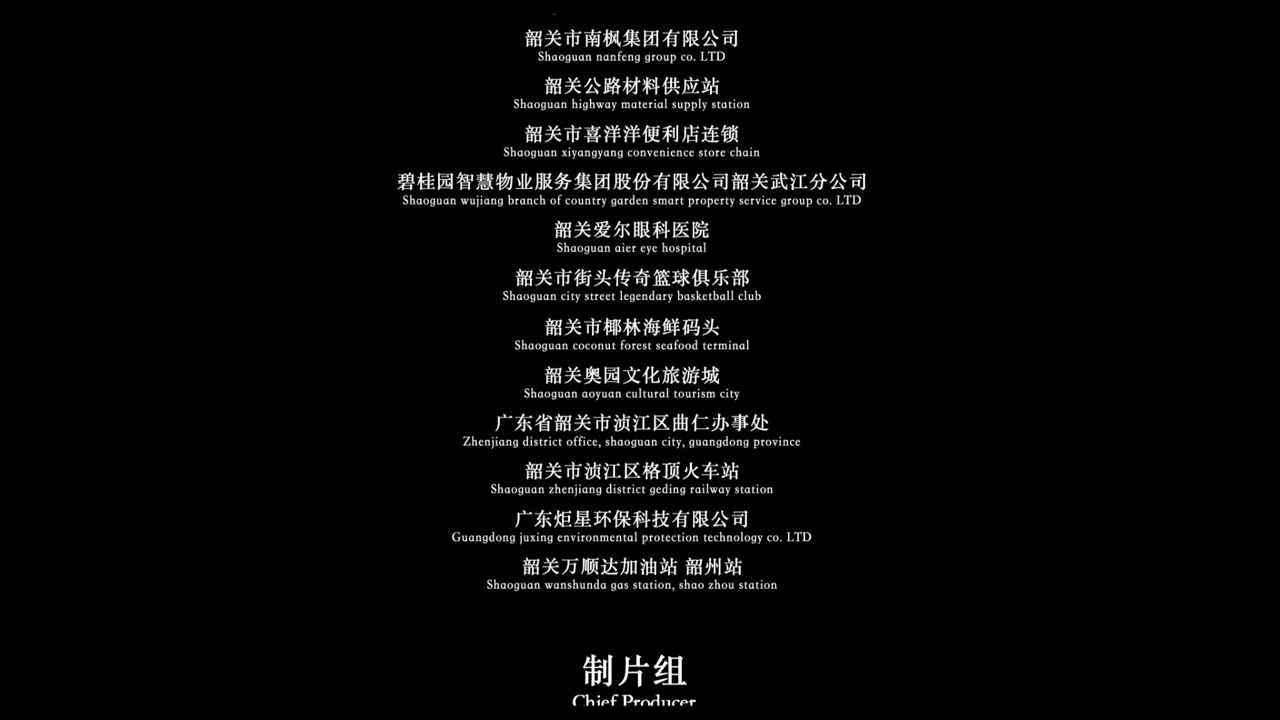 韶关市南枫集团有限公司
Shaoguan nanfeng group co. LTD
韶关公路材料供应站
Shaoguan highway material supply station
韶关市喜洋洋便利店连锁
Shaoguan xiyangyang convenience store chain
碧桂园智慧物业服务集团股份有限公司韶关武江分公司
Shaoguan wujiang branch of country garden smart property service group co. LTD
韶关爱尔眼科医院
Shaoguan aier eye hospital
韶关市街头传奇篮球俱乐部
Shaoguan city street legendary basketball club
韶关市椰林海鲜码头
Shaoguan coconut forest seafood terminal
韶关奥园文化旅游城
Shaoguan aoyuan cultural tourism city
广东省韶关市浈江区曲仁办事处
Zhenjiang district office, shaoguan city, guangdong province
韶关市浈江区格顶火车站
Shaoguan zhenjiang district geding railway station
广东炬星环保科技有限公司
Guangdong juxing environmental protection technology co. LTD
韶关万顺达加油站 韶州站
Shaoguan wanshunda gas station, shao zhou station
制片组
Chief Producer